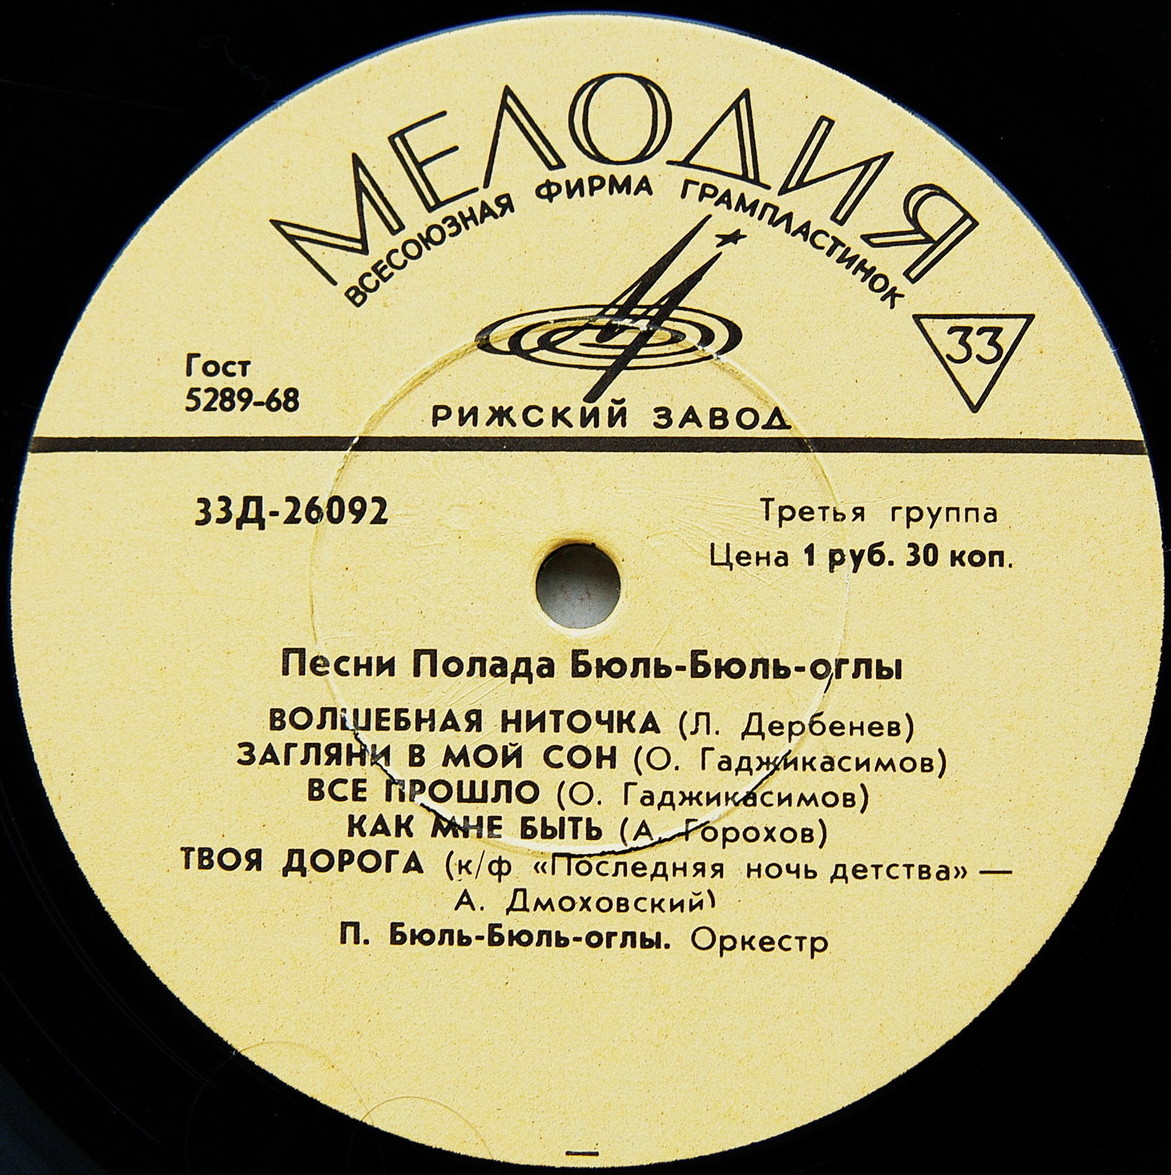 МЕЛОДИЯ
ВСЕСОЮЗНАЯ ФИРМА ГРАМПЛАСТИНОК
33
Гост
5289-68
РИЖСКИЙ ЗАВОД
33Д-26092
Третья группа
Цена 1 руб. 30 коп.
Песни Полада Бюль-Бюль-оглы
ВОЛШЕБНАЯ НИТОЧКА (Л. Дербенев)
ЗАГЛЯНИ В МОЙ СОН (О. Гаджикасимов)
ВСЕ ПРОШЛО (О. Гаджикасимов)
КАК МНЕ БЫТЬ (А. Горохов)
ТВОЯ ДОРОГА (к/ф «Последняя ночь детства» —
А. Дмоховский)
П. Бюль-Бюль-оглы. Оркестр